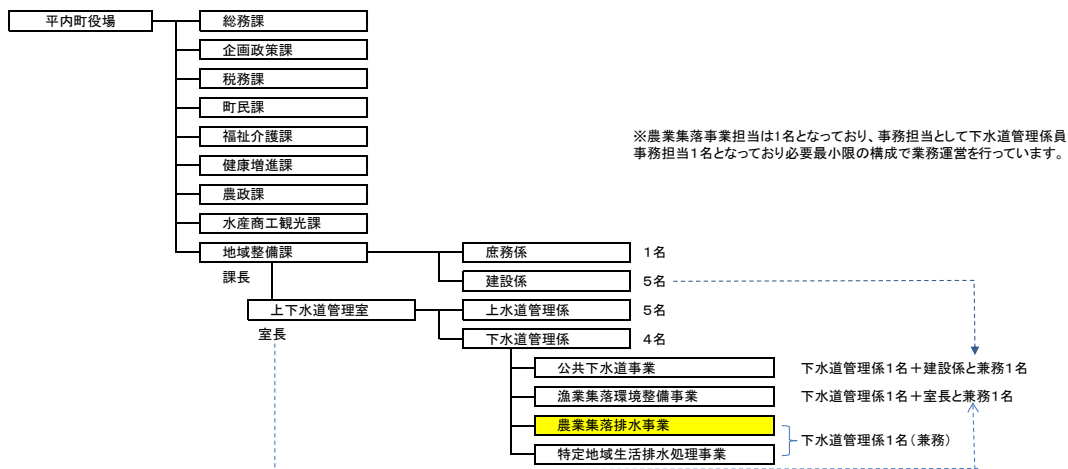 平内町役場
総務課
企画政策課
税務課
町民課
福祉介護課
健康増進課
農政課
水産商工観光課
地域整備課
課長
上下水道管理室
室長
庶務係 1名
建設係 5名
上水道管理係 5名
下水道管理係 4名
公共下水道事業 下水道管理係1名+建設係と兼務1名
漁業集落環境整備事業 下水道管理係1名+室長と兼務1名
農業集落排水事業
特定地域生活排水処理事業
下水道管理係1名(兼務)
※農業集落事業担当は1名となっており、事務担当として下水道管理係員
事務担当1名となっており必要最小限の構成で業務運営を行っています。